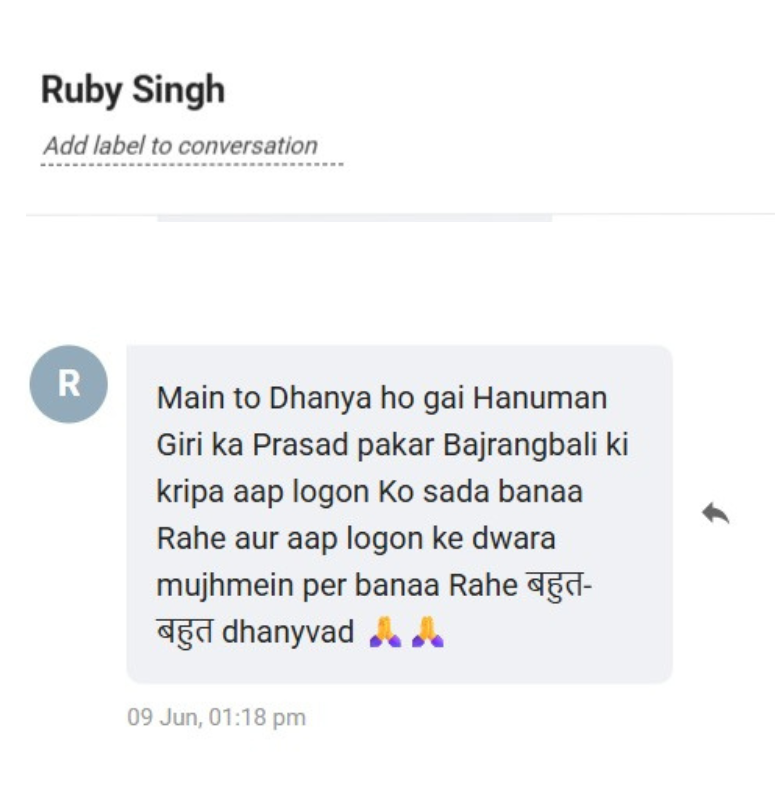 Ruby Singh
Add label to conversation
R
Main to Dhanya ho gai Hanuman
Giri ka Prasad pakar Bajrangbali ki
kripa aap logon Ko sada banaa
Rahe aur aap logon ke dwara
mujhmein per banaa Rahe बहुत-
बहुत dhanyvad 🙏 🙏
09 Jun, 01:18 pm